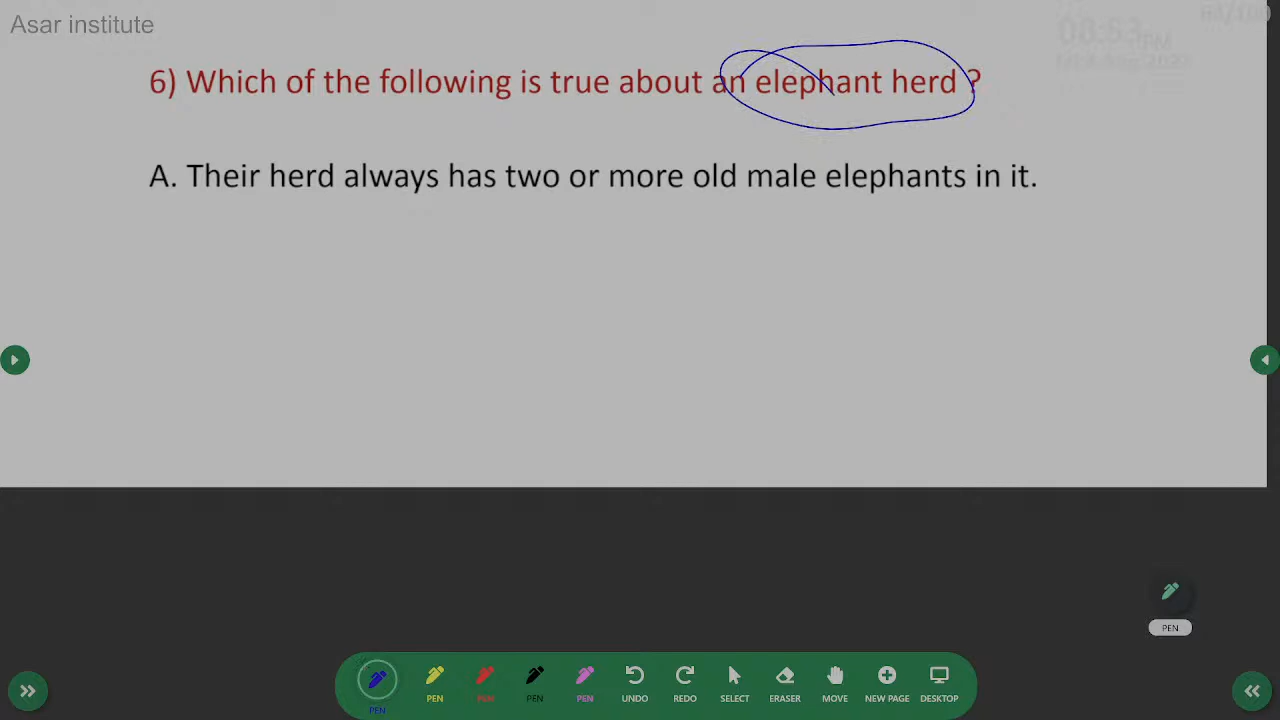 Asar institute
6) Which of the following is true about an elephant herd ?
A. Their herd always has two or more old male elephants in it.
PEN
PEN PEN PEN PEN PEN UNDO REDO SELECT ERASER MOVE NEW PAGE DESKTOP